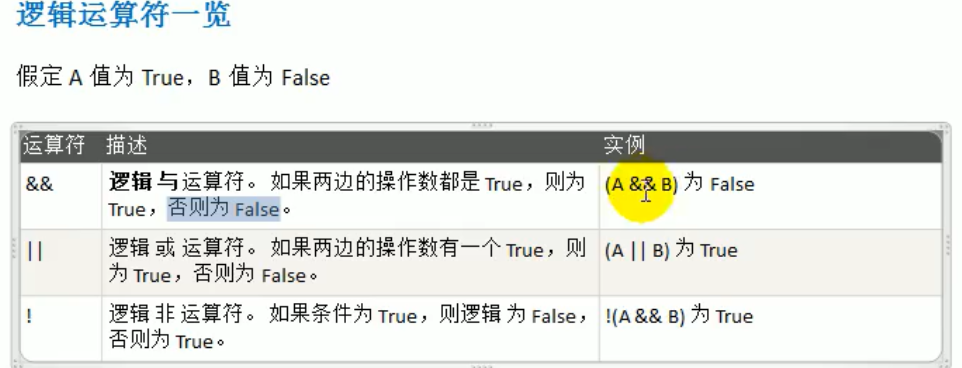 逻辑运算符一览
假定 A 值为 True，B 值为 False
运算符 描述 实例
&& 逻辑 与 运算符。 如果两边的操作数都是 True，则为 (A && B) 为 False
True，否则为 False。
|| 逻辑 或 运算符。 如果两边的操作数有一个 True，则 (A || B) 为 True
为 True，否则为 False。
! 逻辑 非 运算符。 如果条件为 True，则逻辑 为 False， !(A && B) 为 True
否则为 True。